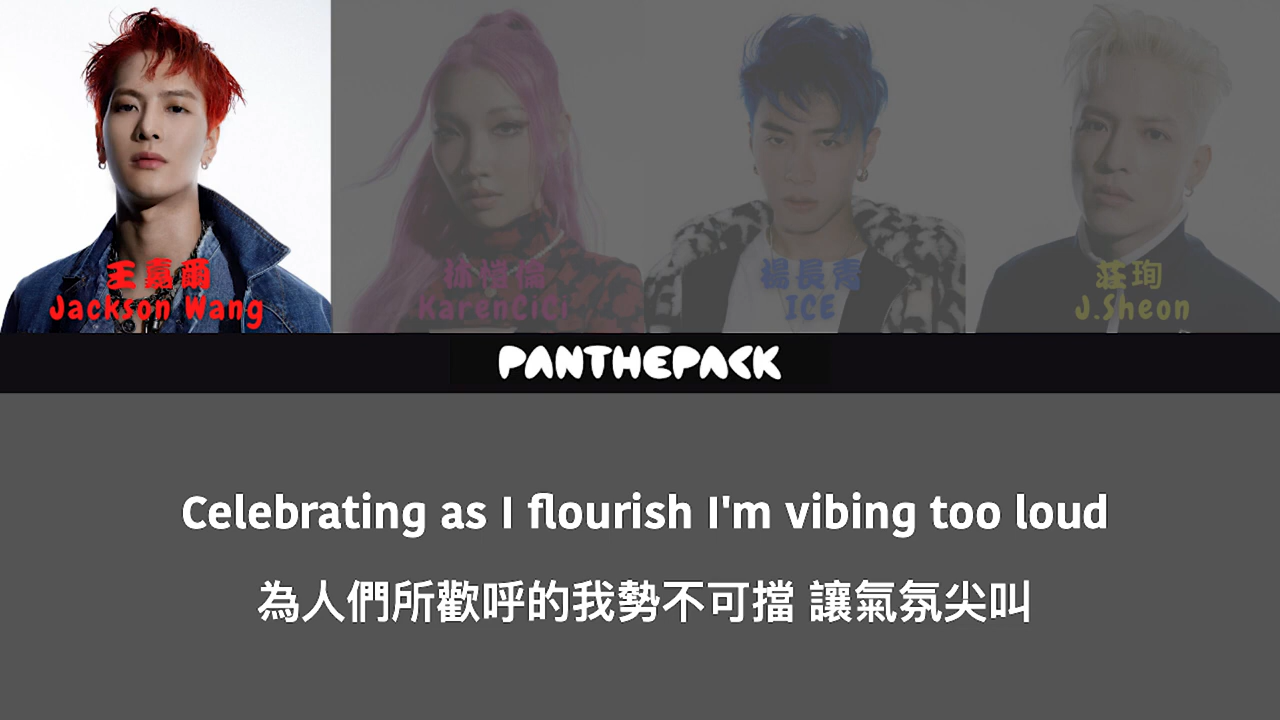 王嘉爾
Jackson Wang
林愷倫
KarenCiCi
楊長青
ICE
莊珣
J.Sheon
PANTHEPACK
Celebrating as I flourish I'm vibing too loud
為人們所歡呼的我勢不可擋 讓氣氛尖叫